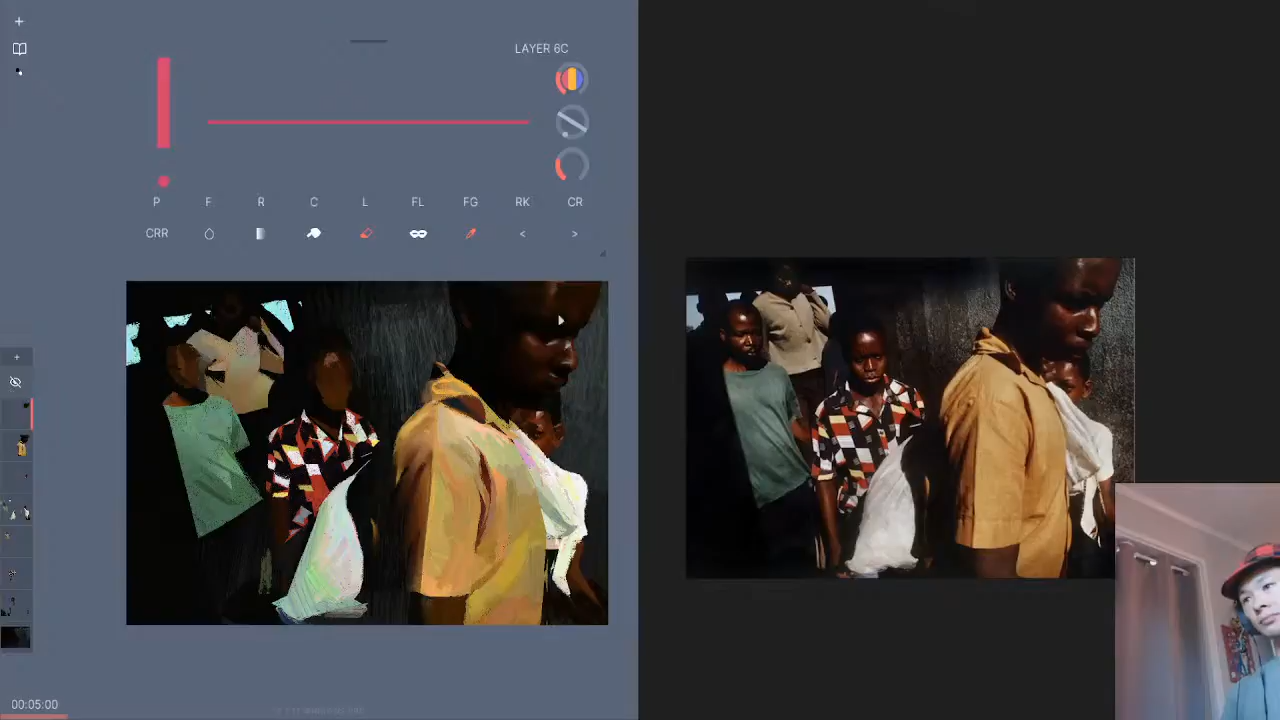 +
LAYER 6C
P F R C L FL FG RK CR
CRR < >
+
00:05:00